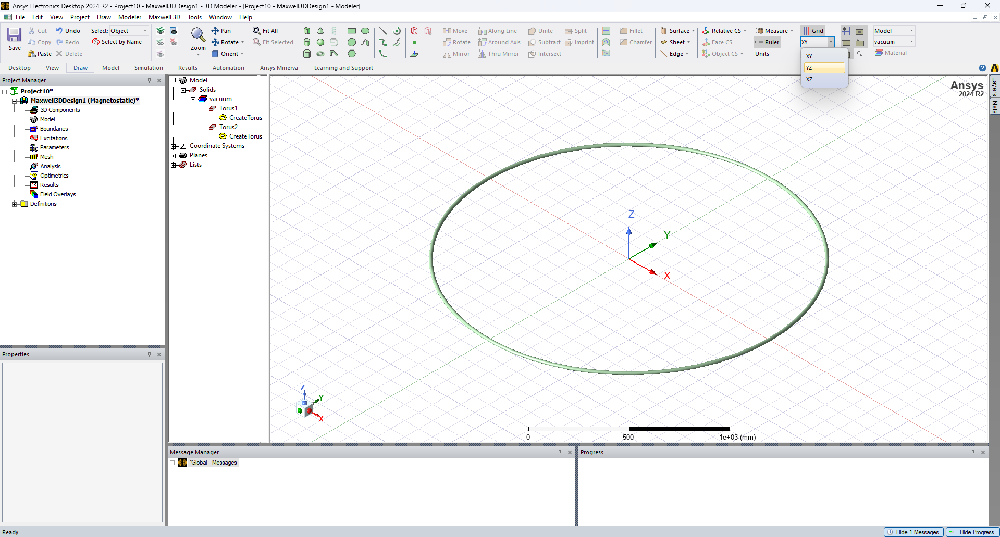 Ansys Electronics Desktop 2024 R2 - Project10 - Maxwell3DDesign1 - 3D Modeler - [Project10 - Maxwell3DDesign1 - Modeler]
File Edit View Project Draw Modeler Maxwell 3D Tools Window Help
Save
Cut
Copy
Paste
Undo
Redo
Delete
Select: Object
Select by Name
Zoom
Pan
Rotate
Orient
Fit All
Fit Selected
Move
Rotate
Mirror
Along Line
Around Axis
Thru Mirror
Unite
Subtract
Intersect
Split
Imprint
Fillet
Chamfer
Surface
Sheet
Edge
Relative CS
Face CS
Object CS
Measure
Ruler
Units
Grid
XY
XY
YZ
XZ
Model
vacuum
Material
Desktop View Draw Model Simulation Results Automation Ansys Minerva Learning and Support
Project Manager
Project10*
Maxwell3DDesign1 (Magnetostatic)*
3D Components
Model
Boundaries
Excitations
Parameters
Mesh
Analysis
Optimetrics
Results
Field Overlays
Definitions
Properties
Model
Solids
vacuum
Torus1
CreateTorus
Torus2
CreateTorus
Coordinate Systems
Planes
Lists
Ansys
2024 R2
Layers
Nets
Z
Y
X
Z
Y
X
0 500 1e+03 (mm)
Message Manager
*Global - Messages
Progress
Ready
Hide 1 Messages
Hide Progress